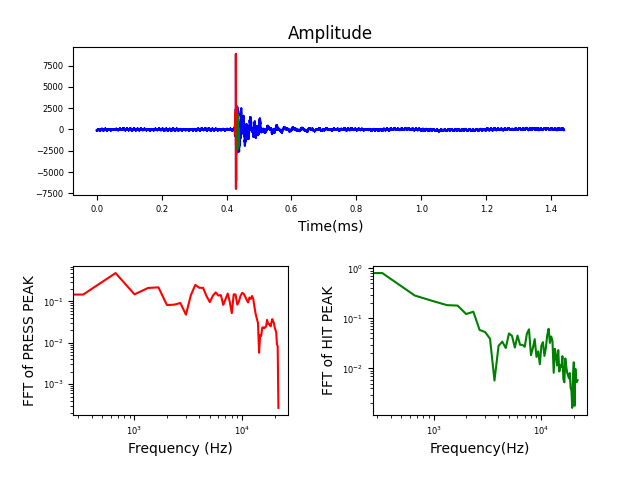 Amplitude
7500
5000
2500
0
−2500
−5000
−7500
0.0 0.2 0.4 0.6 0.8 1.0 1.2 1.4
Time(ms)
FFT of PRESS PEAK
10⁻¹
10⁻²
10⁻³
10³ 10⁴
Frequency (Hz)
FFT of HIT PEAK
10⁰
10⁻¹
10⁻²
10³ 10⁴
Frequency(Hz)